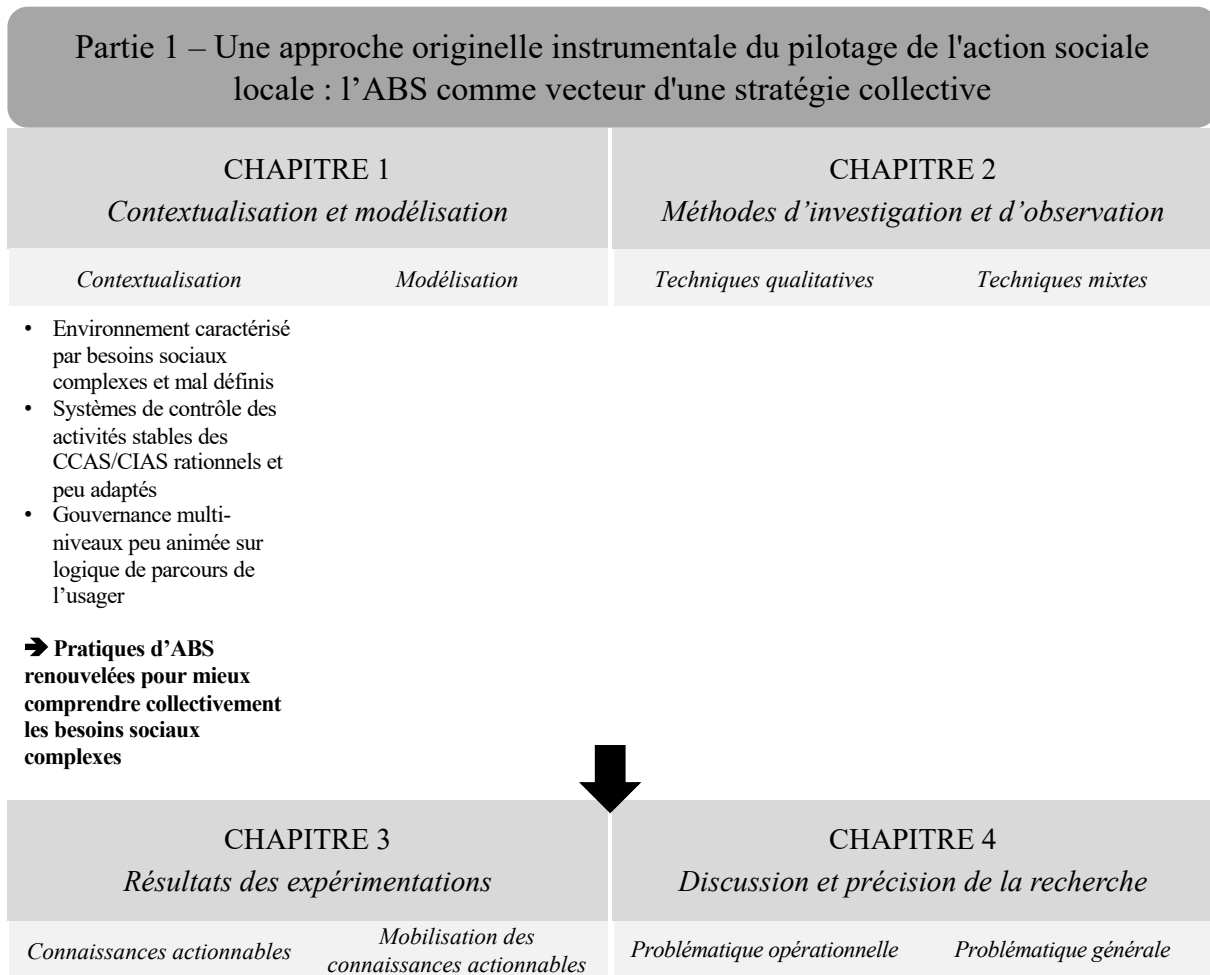 Partie 1 – Une approche originelle instrumentale du pilotage de l'action sociale
locale : l’ABS comme vecteur d'une stratégie collective
CHAPITRE 1
Contextualisation et modélisation
CHAPITRE 2
Méthodes d’investigation et d’observation
Contextualisation
Modélisation
Techniques qualitatives
Techniques mixtes
• Environnement caractérisé
par besoins sociaux
complexes et mal définis
• Systèmes de contrôle des
activités stables des
CCAS/CIAS rationnels et
peu adaptés
• Gouvernance multi-
niveaux peu animée sur
logique de parcours de
l’usager
➔ Pratiques d’ABS
renouvelées pour mieux
comprendre collectivement
les besoins sociaux
complexes
CHAPITRE 3
Résultats des expérimentations
CHAPITRE 4
Discussion et précision de la recherche
Connaissances actionnables
Mobilisation des
connaissances actionnables
Problématique opérationnelle
Problématique générale